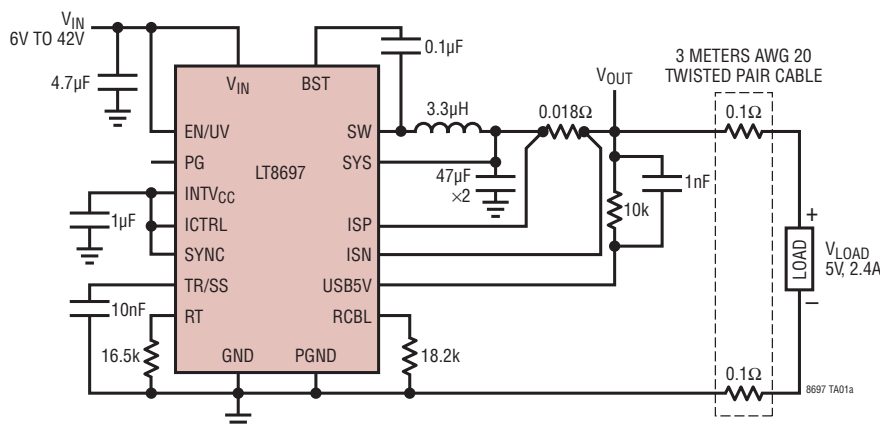 VIN
6V TO 42V
4.7µF
0.1µF
3 METERS AWG 20
TWISTED PAIR CABLE
VOUT
VIN
BST
3.3µH
0.018Ω
0.1Ω
EN/UV
SW
PG
LT8697
SYS
47µF
×2
1nF
INTVCC
1µF
ICTRL
ISP
10k
SYNC
ISN
+
LOAD
VLOAD
5V, 2.4A
–
TR/SS
USB5V
10nF
RT
RCBL
16.5k
GND
PGND
18.2k
0.1Ω
8697 TA01a